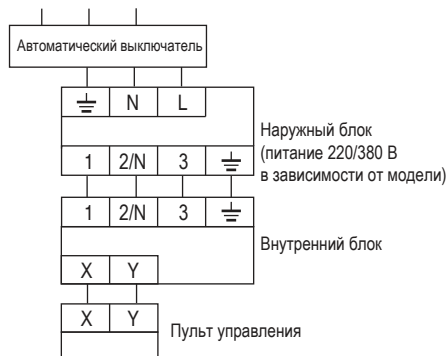 Автоматический выключатель
N L
Наружный блок
(питание 220/380 В
в зависимости от модели)
1 2/N 3
1 2/N 3
Внутренний блок
X Y
X Y
Пульт управления